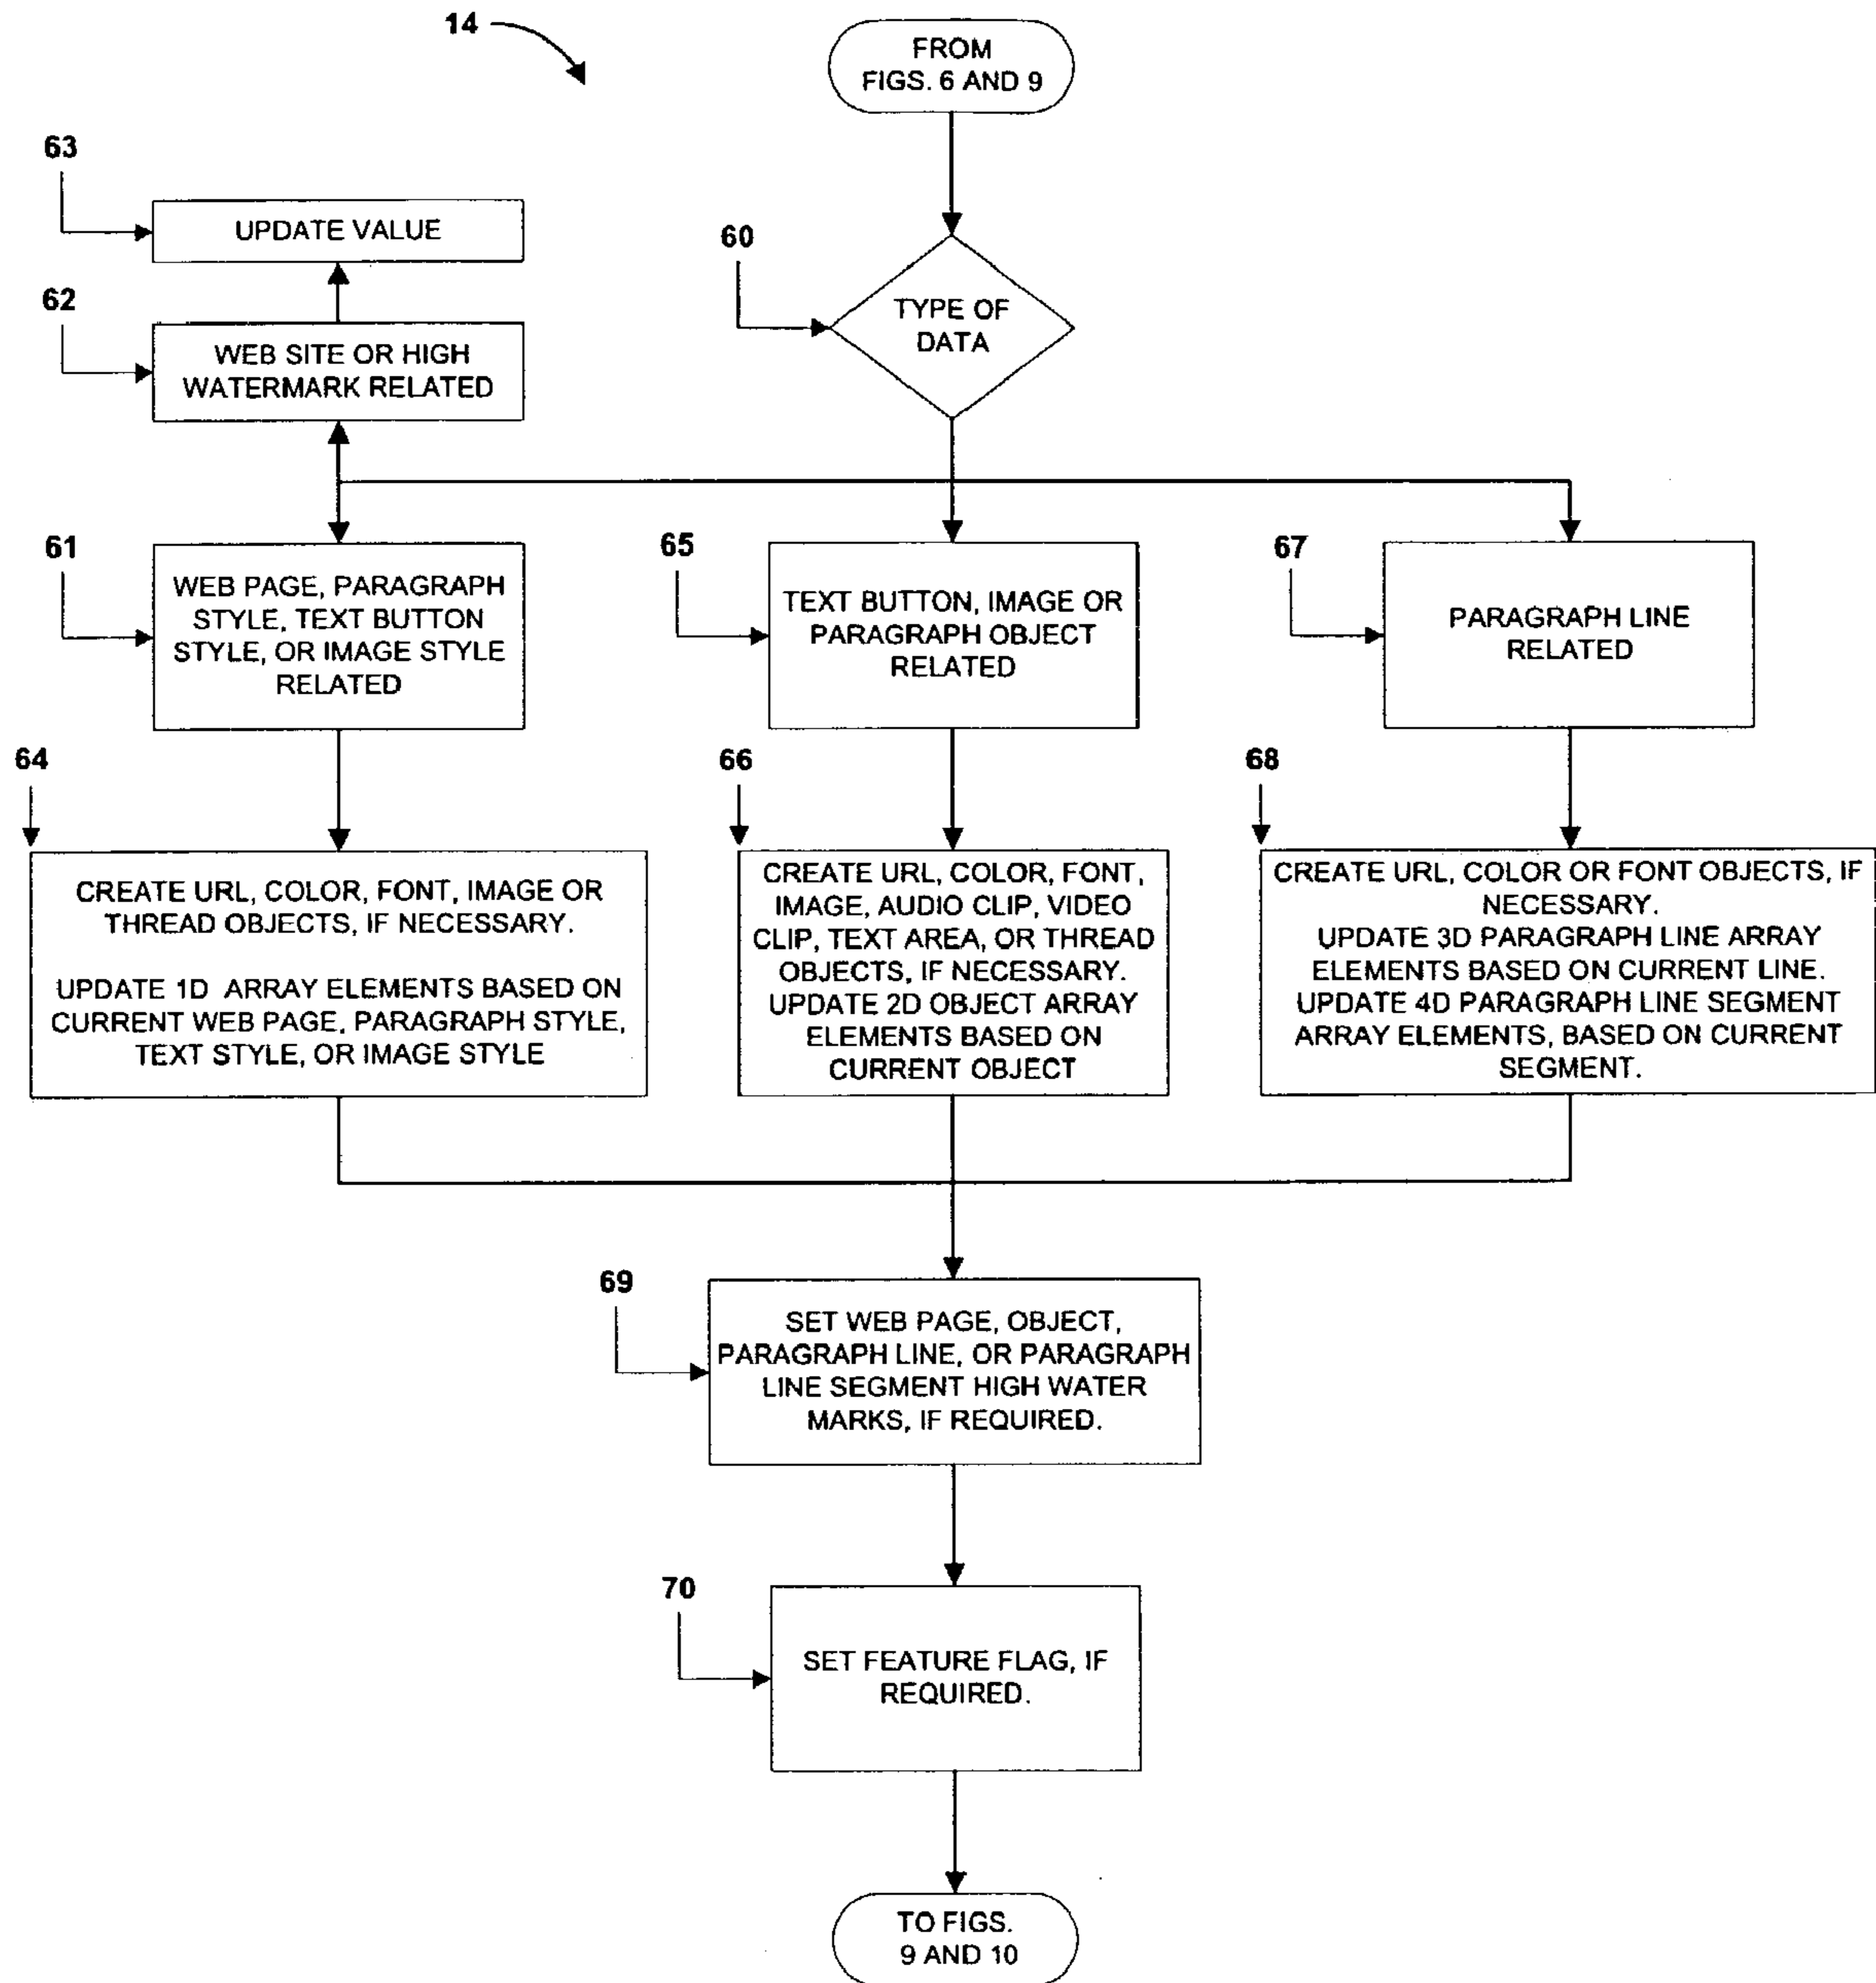 14
FROM
FIGS. 6 AND 9
63
UPDATE VALUE
60
TYPE OF
DATA
62
WEB SITE OR HIGH
WATERMARK RELATED
61
WEB PAGE, PARAGRAPH
STYLE, TEXT BUTTON
STYLE, OR IMAGE STYLE
RELATED
65
TEXT BUTTON, IMAGE OR
PARAGRAPH OBJECT
RELATED
67
PARAGRAPH LINE
RELATED
64
CREATE URL, COLOR, FONT, IMAGE OR
THREAD OBJECTS, IF NECESSARY.
UPDATE 1D ARRAY ELEMENTS BASED ON
CURRENT WEB PAGE, PARAGRAPH STYLE,
TEXT STYLE, OR IMAGE STYLE
66
CREATE URL, COLOR, FONT,
IMAGE, AUDIO CLIP, VIDEO
CLIP, TEXT AREA, OR THREAD
OBJECTS, IF NECESSARY.
UPDATE 2D OBJECT ARRAY
ELEMENTS BASED ON
CURRENT OBJECT
68
CREATE URL, COLOR OR FONT OBJECTS, IF
NECESSARY.
UPDATE 3D PARAGRAPH LINE ARRAY
ELEMENTS BASED ON CURRENT LINE.
UPDATE 4D PARAGRAPH LINE SEGMENT
ARRAY ELEMENTS, BASED ON CURRENT
SEGMENT.
69
SET WEB PAGE, OBJECT,
PARAGRAPH LINE, OR PARAGRAPH
LINE SEGMENT HIGH WATER
MARKS, IF REQUIRED.
70
SET FEATURE FLAG, IF
REQUIRED.
TO FIGS.
9 AND 10